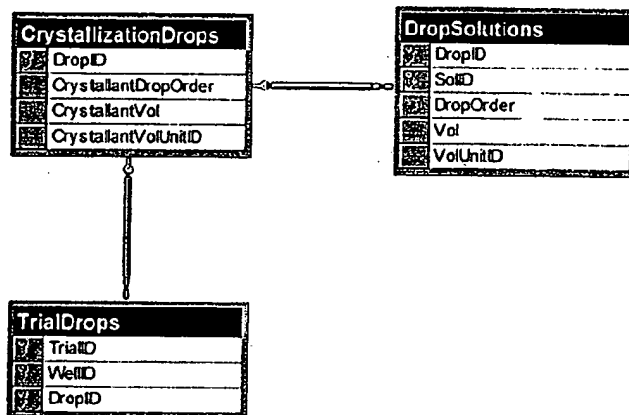 CrystallizationDrops
DropID
CrystallantDropOrder
CrystallantVol
CrystallantVolUnitID
DropSolutions
DropID
SolID
DropOrder
Vol
VolUnitID
TrialDrops
TrialID
WellID
DropID